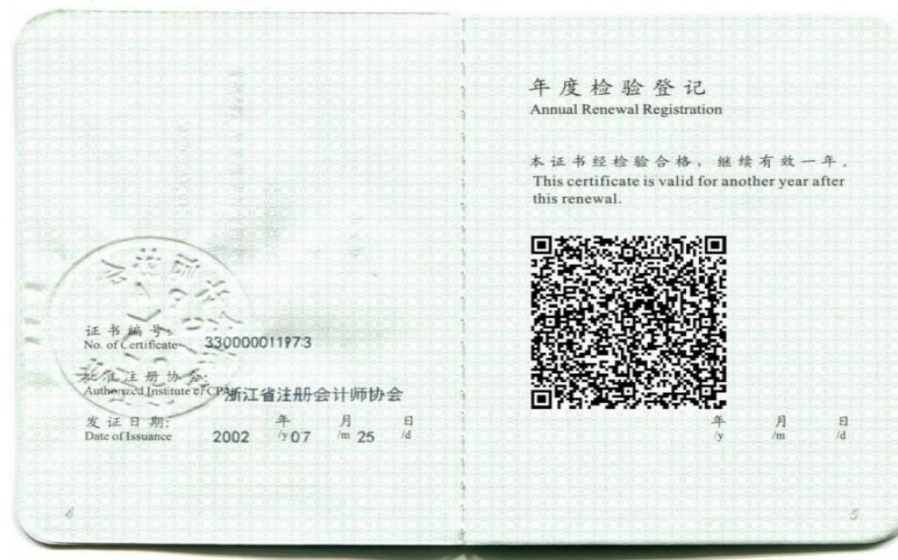 证书编号:
No. of Certificate 330000011973
批准注册协会:
Authorized Institute of CPAs 浙江省注册会计师协会
发证日期:
Date of Issuance 2002 年/y 07 月/m 25 日/d
年度检验登记
Annual Renewal Registration
本证书经检验合格，继续有效一年。
This certificate is valid for another year after
this renewal.
年 月 日
/y /m /d
5